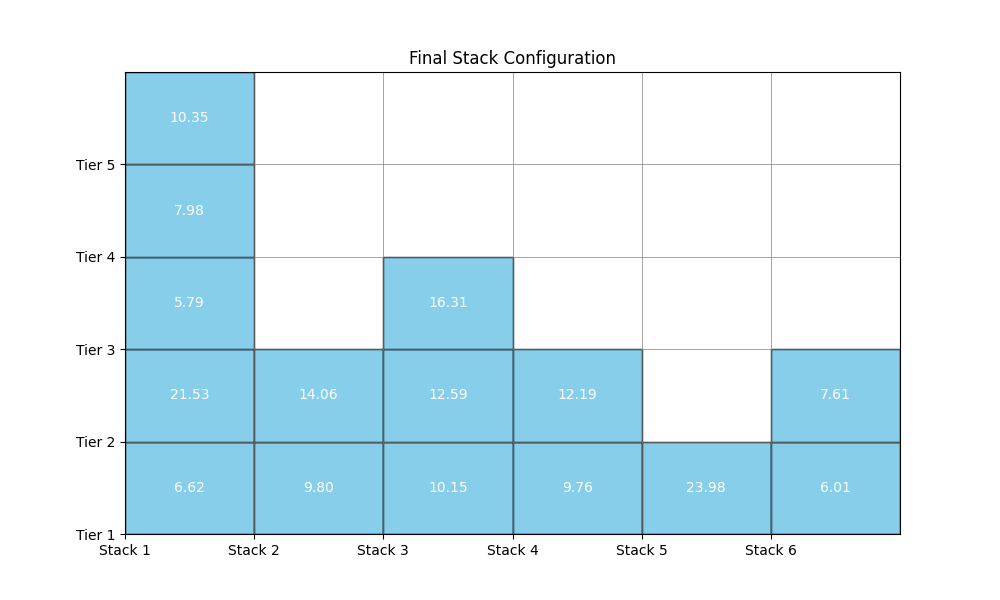 Final Stack Configuration
10.35
Tier 5
7.98
Tier 4
5.79 16.31
Tier 3
21.53 14.06 12.59 12.19 7.61
Tier 2
6.62 9.80 10.15 9.76 23.98 6.01
Tier 1
Stack 1 Stack 2 Stack 3 Stack 4 Stack 5 Stack 6